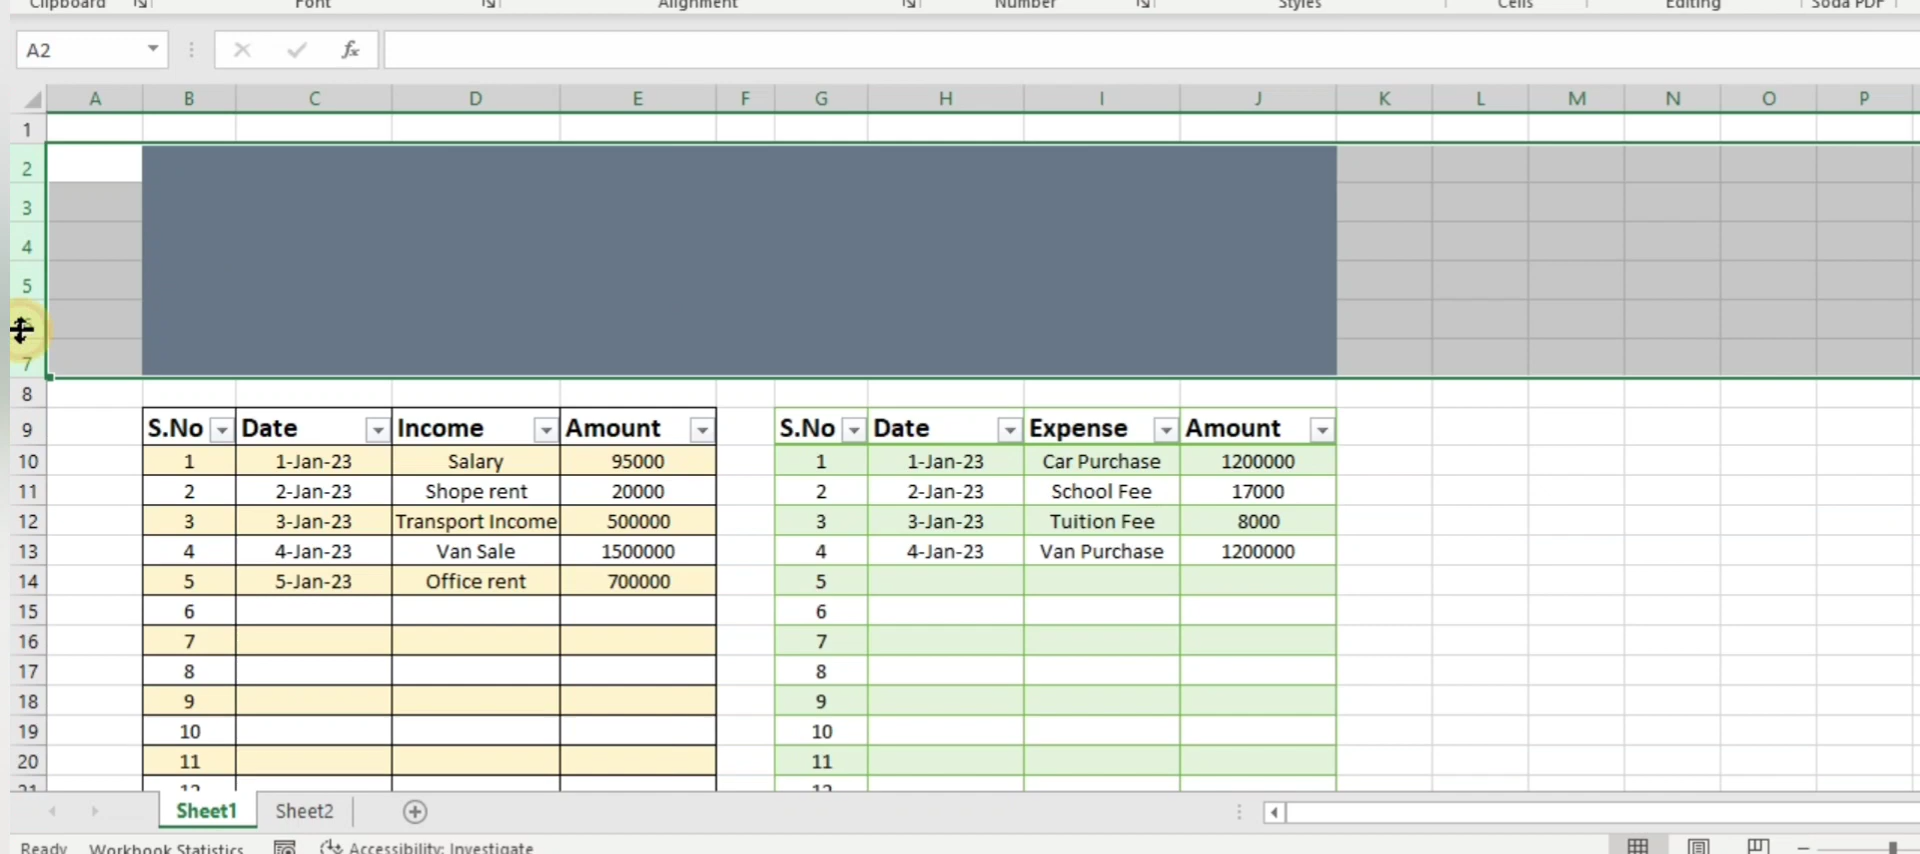 Clipboard Font Alignment Number Styles Cells Editing Soda PDF
A2 fx
A B C D E F G H I J K L M N O P
1
2
3
4
5
7
8
9 S.No Date Income Amount S.No Date Expense Amount
10 1 1-Jan-23 Salary 95000 1 1-Jan-23 Car Purchase 1200000
11 2 2-Jan-23 Shope rent 20000 2 2-Jan-23 School Fee 17000
12 3 3-Jan-23 Transport Income 500000 3 3-Jan-23 Tuition Fee 8000
13 4 4-Jan-23 Van Sale 1500000 4 4-Jan-23 Van Purchase 1200000
14 5 5-Jan-23 Office rent 700000 5
15 6 6
16 7 7
17 8 8
18 9 9
19 10 10
20 11 11
21 12 12
Sheet1 Sheet2
Ready Workbook Statistics Accessibility: Investigate